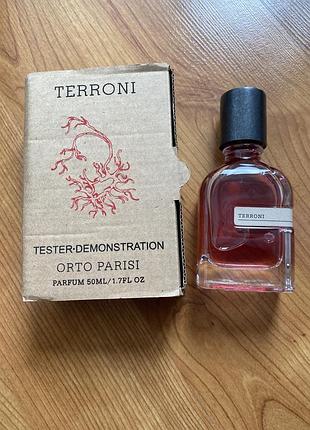 TERRONI
TESTER•DEMONSTRATION
ORTO PARISI
PARFUM 50ML/1.7FL OZ
TERRONI